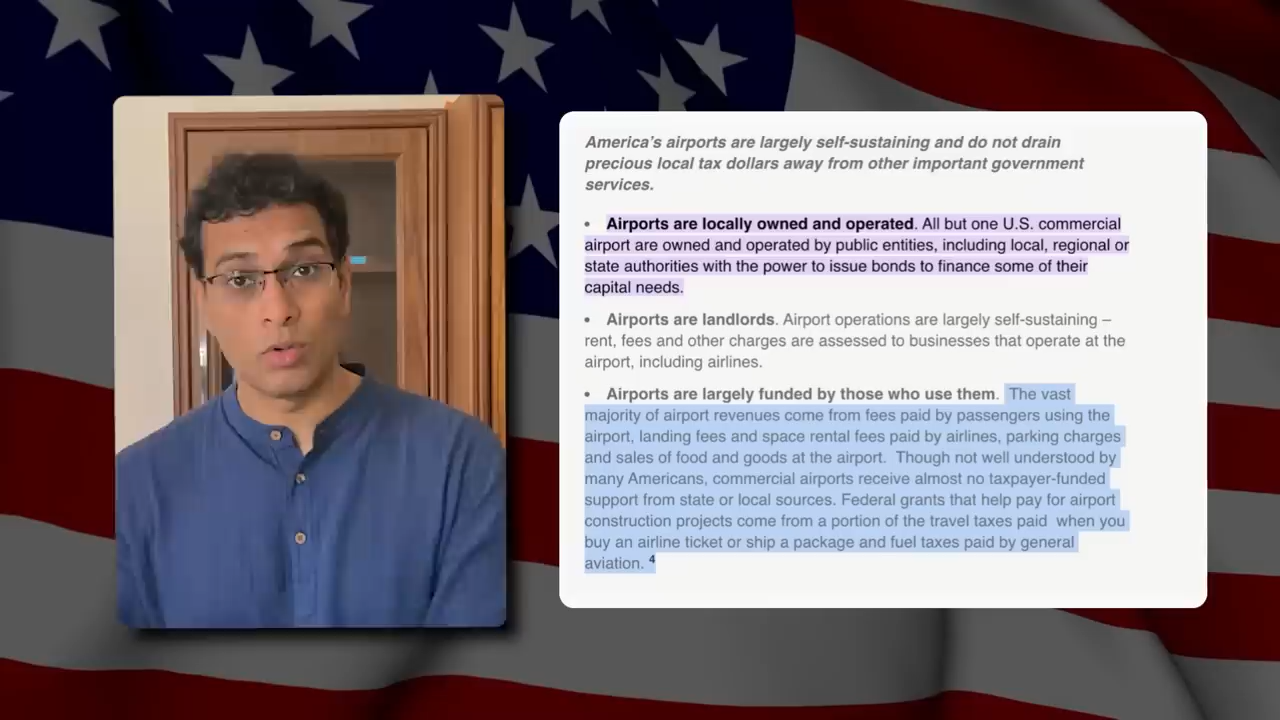 America's airports are largely self-sustaining and do not drain
precious local tax dollars away from other important government
services.
• Airports are locally owned and operated. All but one U.S. commercial
airport are owned and operated by public entities, including local, regional or
state authorities with the power to issue bonds to finance some of their
capital needs.
• Airports are landlords. Airport operations are largely self-sustaining –
rent, fees and other charges are assessed to businesses that operate at the
airport, including airlines.
• Airports are largely funded by those who use them. The vast
majority of airport revenues come from fees paid by passengers using the
airport, landing fees and space rental fees paid by airlines, parking charges
and sales of food and goods at the airport. Though not well understood by
many Americans, commercial airports receive almost no taxpayer-funded
support from state or local sources. Federal grants that help pay for airport
construction projects come from a portion of the travel taxes paid when you
buy an airline ticket or ship a package and fuel taxes paid by general
aviation. 4